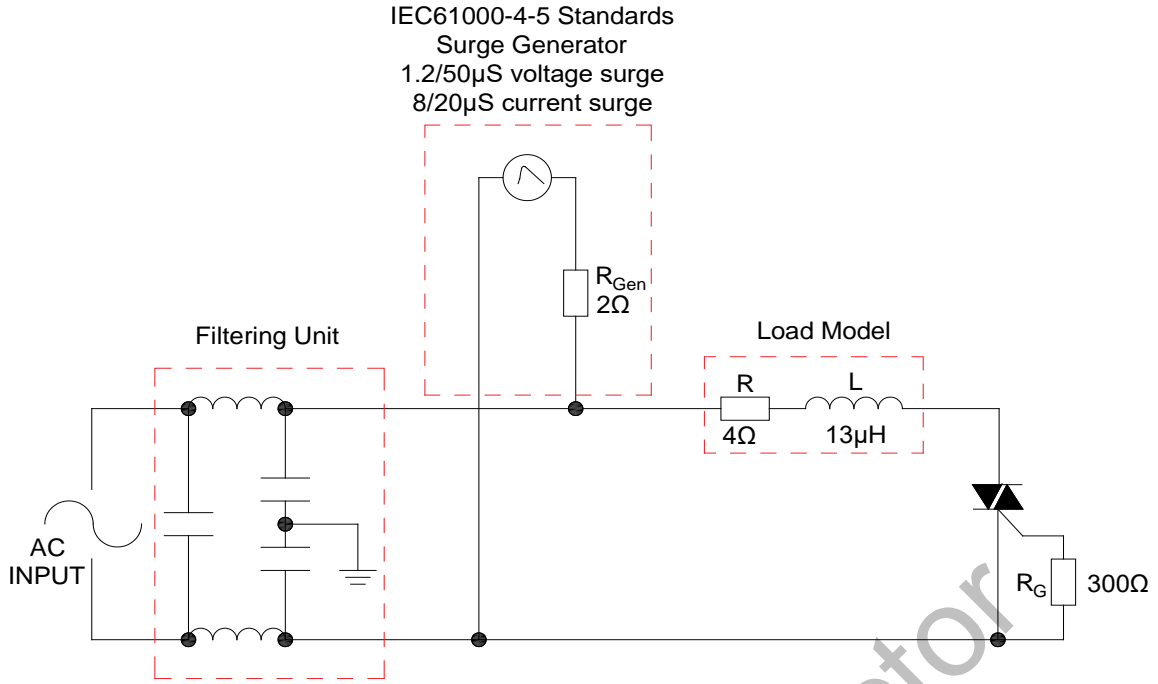 IEC61000-4-5 Standards
Surge Generator
1.2/50µS voltage surge
8/20µS current surge
R_Gen
2Ω
Filtering Unit
Load Model
R
L
4Ω
13µH
AC
INPUT
R_G
300Ω